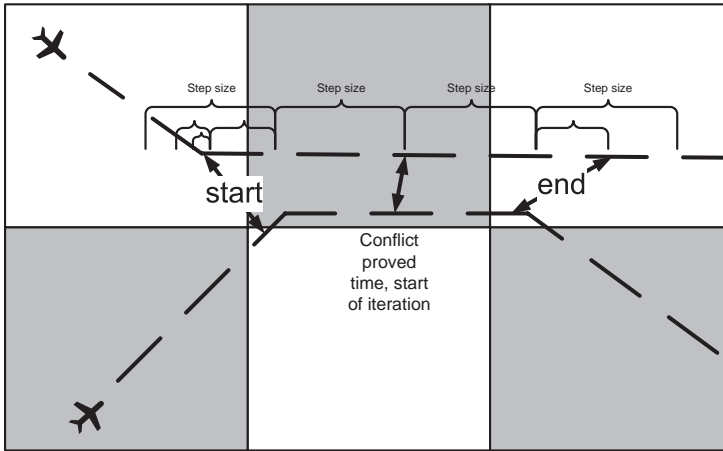 Step size
Step size
Step size
Step size
start
end
Conflict
proved
time, start
of iteration